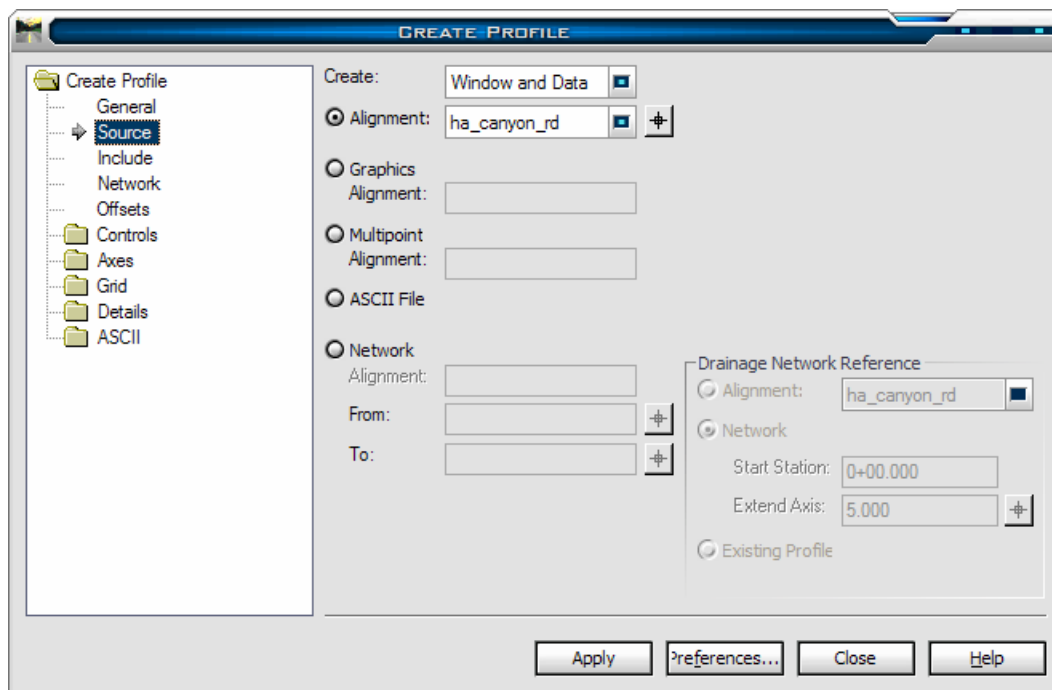 CREATE PROFILE
Create Profile
General
Source
Include
Network
Offsets
Controls
Axes
Grid
Details
ASCII
Create: Window and Data
Alignment: ha_canyon_rd
Graphics
Alignment:
Multipoint
Alignment:
ASCII File
Network
Alignment:
From:
To:
Drainage Network Reference
Alignment: ha_canyon_rd
Network
Start Station: 0+00.000
Extend Axis: 5.000
Existing Profile
Apply Preferences... Close Help